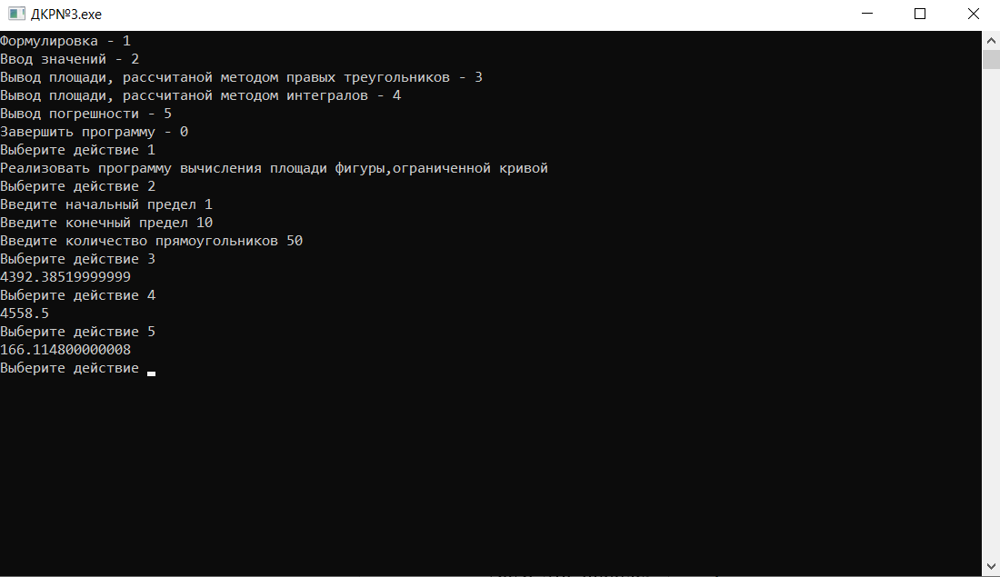 ДКР№3.exe
Формулировка - 1
Ввод значений - 2
Вывод площади, рассчитаной методом правых треугольников - 3
Вывод площади, рассчитаной методом интегралов - 4
Вывод погрешности - 5
Завершить программу - 0
Выберите действие 1
Реализовать программу вычисления площади фигуры,ограниченной кривой
Выберите действие 2
Введите начальный предел 1
Введите конечный предел 10
Введите количество прямоугольников 50
Выберите действие 3
4392.38519999999
Выберите действие 4
4558.5
Выберите действие 5
166.114800000008
Выберите действие